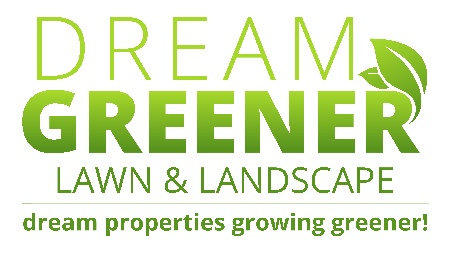 DREAM
GREENER
LAWN & LANDSCAPE
dream properties growing greener!